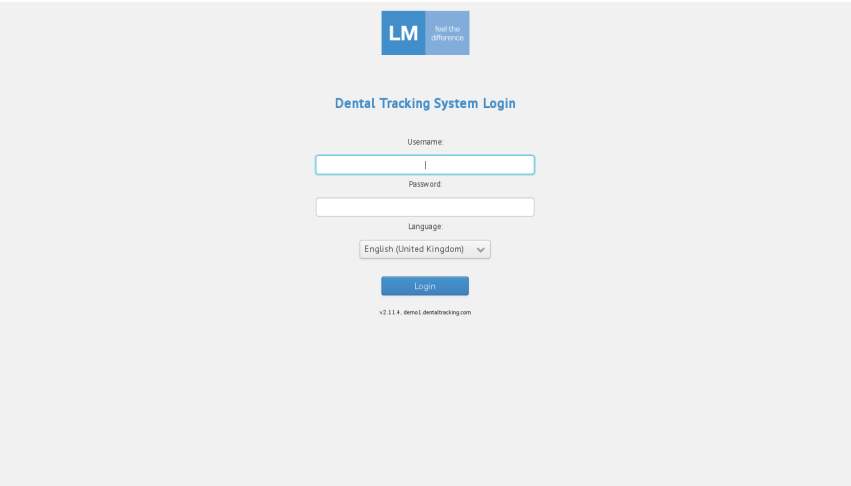 LM
feel the
difference
Dental Tracking System Login
Username:
Password:
Language:
English (United Kingdom)
Login
v2.11.4, demo1.dentaltracking.com